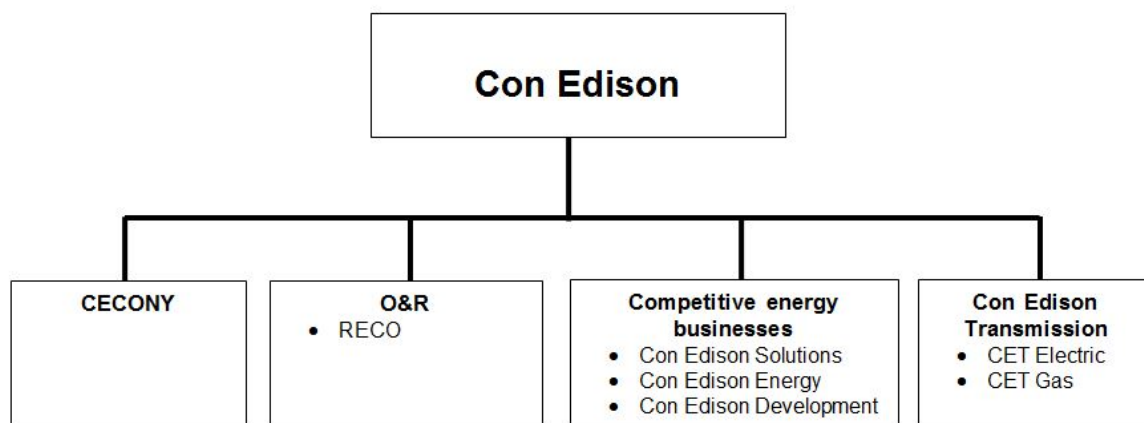 Con Edison
CECONY
O&R
• RECO
Competitive energy
businesses
• Con Edison Solutions
• Con Edison Energy
• Con Edison Development
Con Edison
Transmission
• CET Electric
• CET Gas